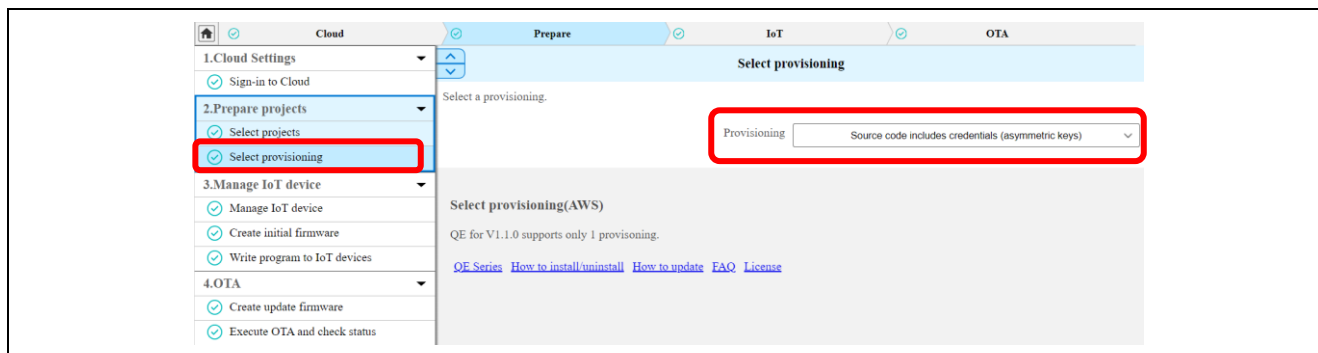 Cloud
Prepare
IoT
OTA
1.Cloud Settings
Sign-in to Cloud
2.Prepare projects
Select projects
Select provisioning
3.Manage IoT device
Manage IoT device
Create initial firmware
Write program to IoT devices
4.OTA
Create update firmware
Execute OTA and check status
Select provisioning
Select a provisioning.
Provisioning Source code includes credentials (asymmetric keys)
Select provisioning(AWS)
QE for V1.1.0 supports only 1 provisoning.
QE Series How to install/uninstall How to update FAQ License